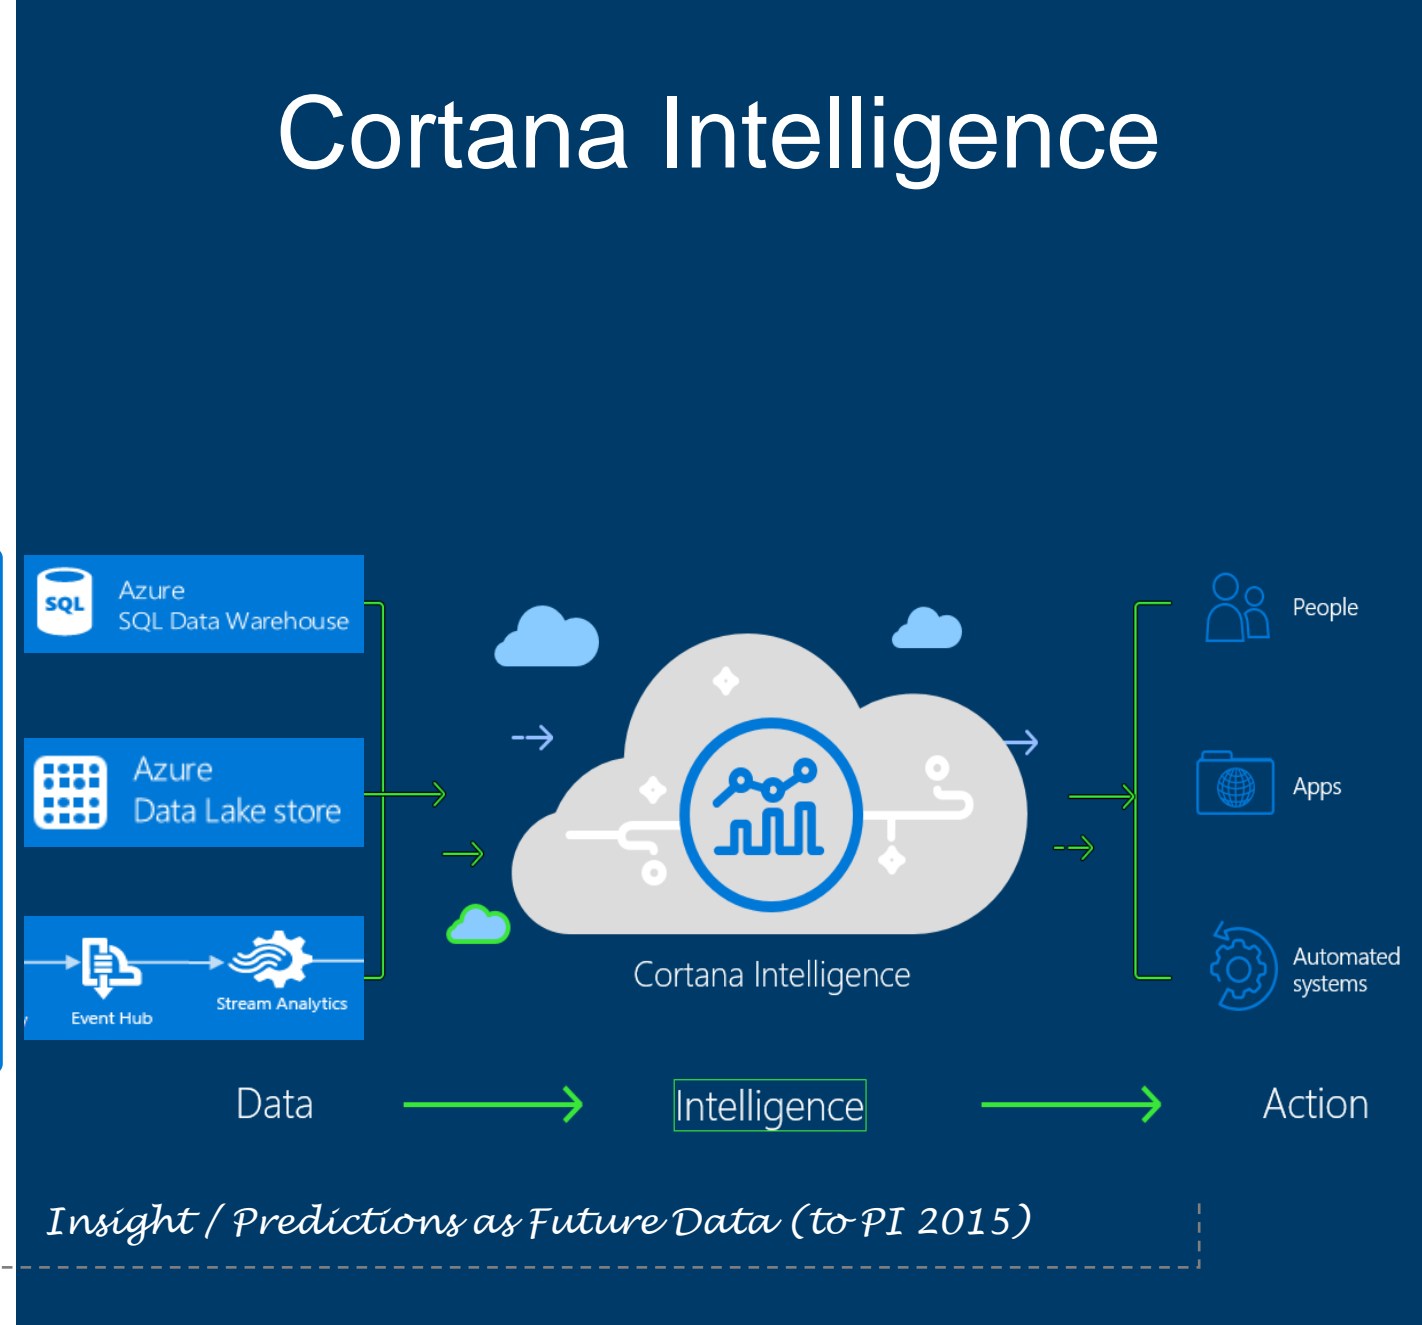 Cortana Intelligence
SQL
Azure
SQL Data Warehouse
Azure
Data Lake store
Event Hub
Stream Analytics
Cortana Intelligence
People
Apps
Automated
systems
Data
Intelligence
Action
Insight / Predictions as Future Data (to PI 2015)